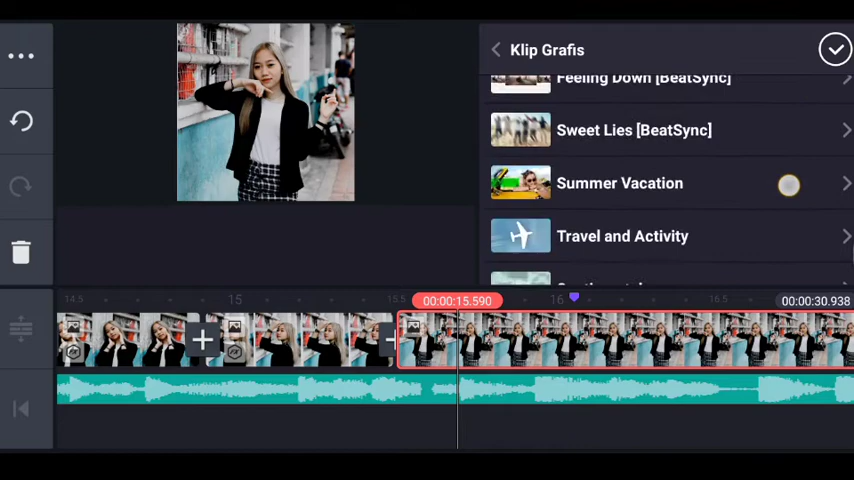 Klip Grafis
Feeling Down [BeatSync]
Sweet Lies [BeatSync]
Summer Vacation
Travel and Activity
14.5
15
15.5
00:00:15.590
16
16.5
00:00:30.938